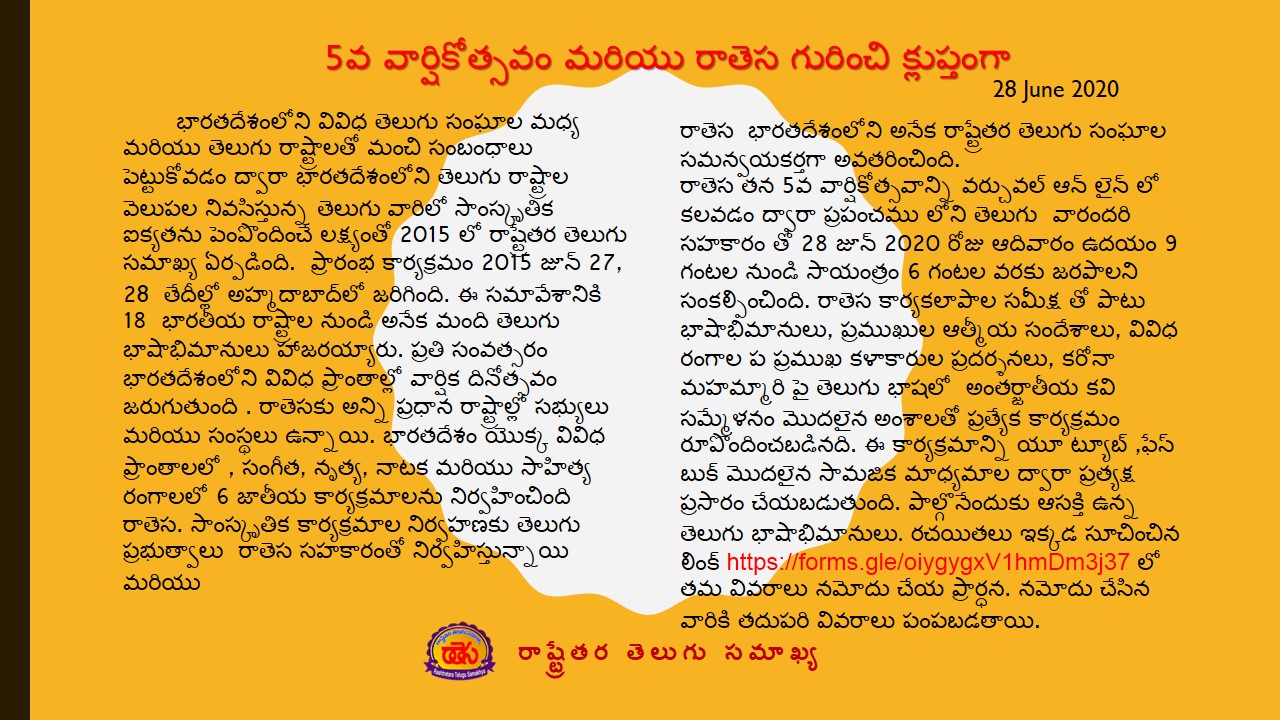 5వ వార్షికోత్సవం మరియు రాతెస గురించి క్లుప్తంగా
28 June 2020
భారతదేశంలోని వివిధ తెలుగు సంఘాల మధ్య
మరియు తెలుగు రాష్ట్రాలతో మంచి సంబంధాలు
పెట్టుకోవడం ద్వారా భారతదేశంలోని తెలుగు రాష్ట్రాల
వెలుపల నివసిస్తున్న తెలుగు వారిలో సాంస్కృతిక
ఐక్యతను పెంపొందించే లక్ష్యంతో 2015 లో రాష్ట్రేతర తెలుగు
సమాఖ్య ఏర్పడింది. ప్రారంభ కార్యక్రమం 2015 జూన్ 27,
28 తేదీల్లో అహ్మదాబాద్‌లో జరిగింది. ఈ సమావేశానికి
18 భారతీయ రాష్ట్రాల నుండి అనేక మంది తెలుగు
భాషాభిమానులు హాజరయ్యారు. ప్రతి సంవత్సరం
భారతదేశంలోని వివిధ ప్రాంతాల్లో వార్షిక దినోత్సవం
జరుగుతుంది . రాతెసకు అన్ని ప్రధాన రాష్ట్రాల్లో సభ్యులు
మరియు సంస్థలు ఉన్నాయి. భారతదేశం యొక్క వివిధ
ప్రాంతాలలో , సంగీత, నృత్య, నాటక మరియు సాహిత్య
రంగాలలో 6 జాతీయ కార్యక్రమాలను నిర్వహించింది
రాతెస. సాంస్కృతిక కార్యక్రమాల నిర్వహణకు తెలుగు
ప్రభుత్వాలు రాతెస సహకారంతో నిర్వహిస్తున్నాయి
మరియు
రాతెస భారతదేశంలోని అనేక రాష్ట్రేతర తెలుగు సంఘాల
సమన్వయకర్తగా అవతరించింది.
రాతెస తన 5వ వార్షికోత్సవాన్ని వర్చువల్ ఆన్ లైన్ లో
కలవడం ద్వారా ప్రపంచము లోని తెలుగు వారందరి
సహకారం తో 28 జున్ 2020 రోజు ఆదివారం ఉదయం 9
గంటల నుండి సాయంత్రం 6 గంటల వరకు జరపాలని
సంకల్పించింది. రాతెస కార్యకలాపాల సమీక్ష తో పాటు
భాషాభిమానులు, ప్రముఖుల ఆత్మీయ సందేశాలు, వివిధ
రంగాల ప ప్రముఖ కళాకారుల ప్రదర్శనలు, కరోనా
మహమ్మారి పై తెలుగు భాషలో అంతర్జాతీయ కవి
సమ్మేళనం మొదలైన అంశాలతో ప్రత్యేక కార్యక్రమం
రూపొందించబడినది. ఈ కార్యక్రమాన్ని యూ ట్యూబ్ ,ఫేస్
బుక్ మొదలైన సామజిక మాధ్యమాల ద్వారా ప్రత్యక్ష
ప్రసారం చేయబడుతుంది. పాల్గొనేందుకు ఆసక్తి ఉన్న
తెలుగు భాషాభిమానులు. రచయితలు ఇక్కడ సూచించిన
లింక్ https://forms.gle/oiygygxV1hmDm3j37 లో
తమ వివరాలు నమోదు చేయ ప్రార్ధన. నమోదు చేసిన
వారికి తదుపరి వివరాలు పంపబడతాయి.
రాతెస
Raashtretara Telugu Samakhya
రాష్ట్రేతర తెలుగు సమాఖ్య